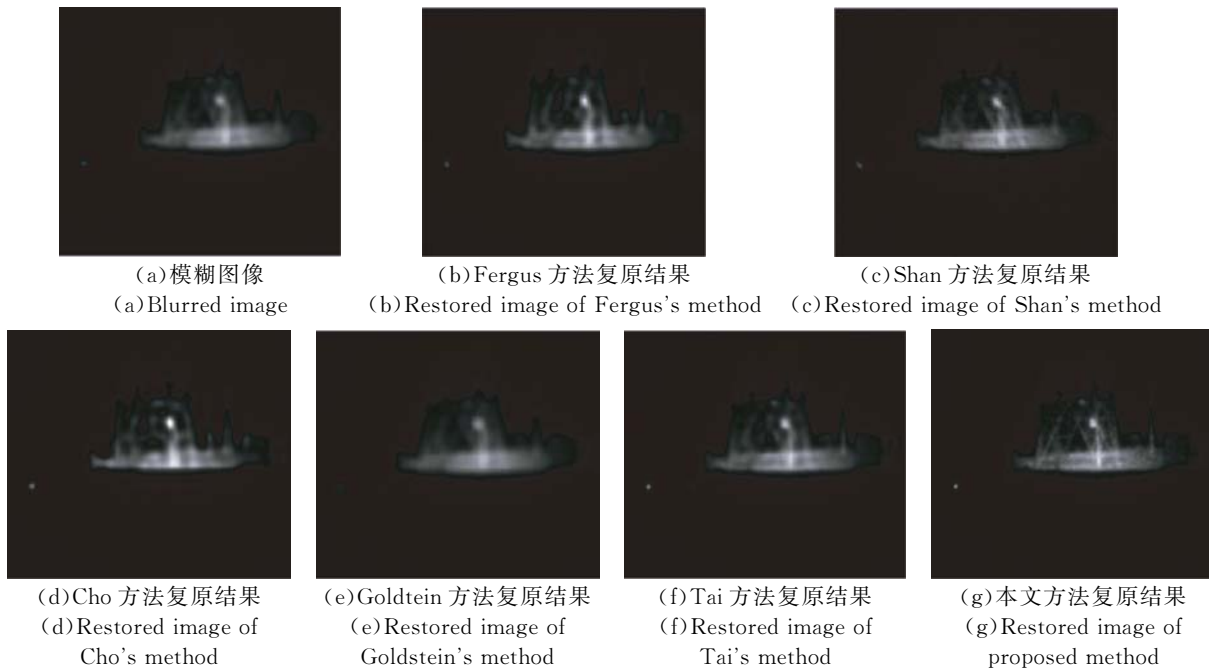 (a)模糊图像
(a)Blurred image
(b)Fergus 方法复原结果
(b)Restored image of Fergus's method
(c)Shan 方法复原结果
(c)Restored image of Shan's method
(d)Cho 方法复原结果
(d)Restored image of
Cho's method
(e)Goldtein 方法复原结果
(e)Restored image of
Goldstein's method
(f)Tai 方法复原结果
(f)Restored image of
Tai's method
(g)本文方法复原结果
(g)Restored image of
proposed method